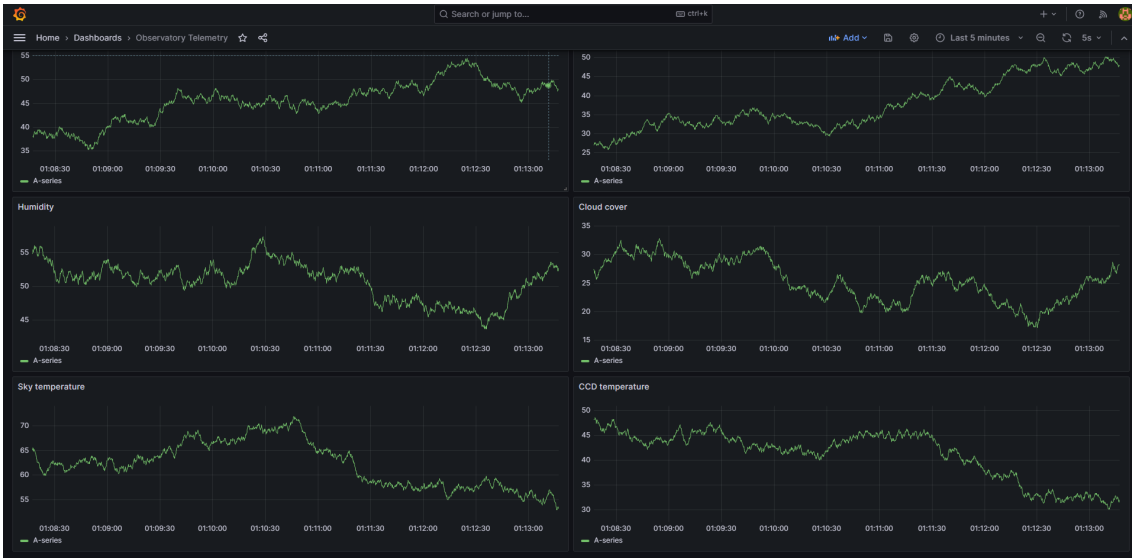 Search or jump to... ctrl+k
Home › Dashboards › Observatory Telemetry Add Last 5 minutes 5s
55
50
45
40
35
01:08:30 01:09:00 01:09:30 01:10:00 01:10:30 01:11:00 01:11:30 01:12:00 01:12:30 01:13:00
A-series
50
45
40
35
30
25
01:08:30 01:09:00 01:09:30 01:10:00 01:10:30 01:11:00 01:11:30 01:12:00 01:12:30 01:13:00
A-series
Humidity
55
50
45
01:08:30 01:09:00 01:09:30 01:10:00 01:10:30 01:11:00 01:11:30 01:12:00 01:12:30 01:13:00
A-series
Cloud cover
35
30
25
20
15
01:08:30 01:09:00 01:09:30 01:10:00 01:10:30 01:11:00 01:11:30 01:12:00 01:12:30 01:13:00
A-series
Sky temperature
70
65
60
55
01:08:30 01:09:00 01:09:30 01:10:00 01:10:30 01:11:00 01:11:30 01:12:00 01:12:30 01:13:00
A-series
CCD temperature
50
45
40
35
30
01:08:30 01:09:00 01:09:30 01:10:00 01:10:30 01:11:00 01:11:30 01:12:00 01:12:30 01:13:00
A-series